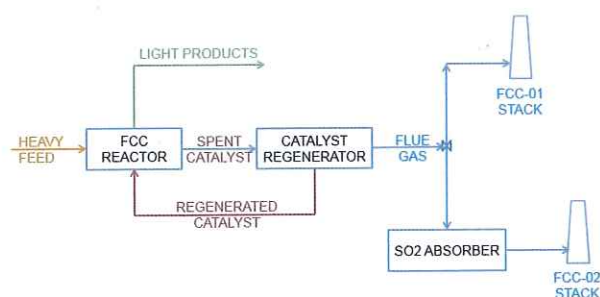 LIGHT PRODUCTS
FCC-01
STACK
HEAVY
FEED
FCC
REACTOR
SPENT
CATALYST
CATALYST
REGENERATOR
FLUE
GAS
REGENERATED
CATALYST
SO2 ABSORBER
FCC-02
STACK